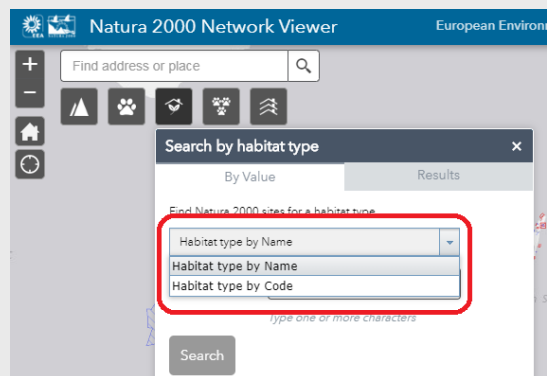 EEA
Natura 2000 Network Viewer
European Environ
+
Find address or place
−
Search by habitat type
×
By Value
Results
Find Natura 2000 sites for a habitat type
Habitat type by Name
Habitat type by Name
Habitat type by Code
Type one or more characters
Search